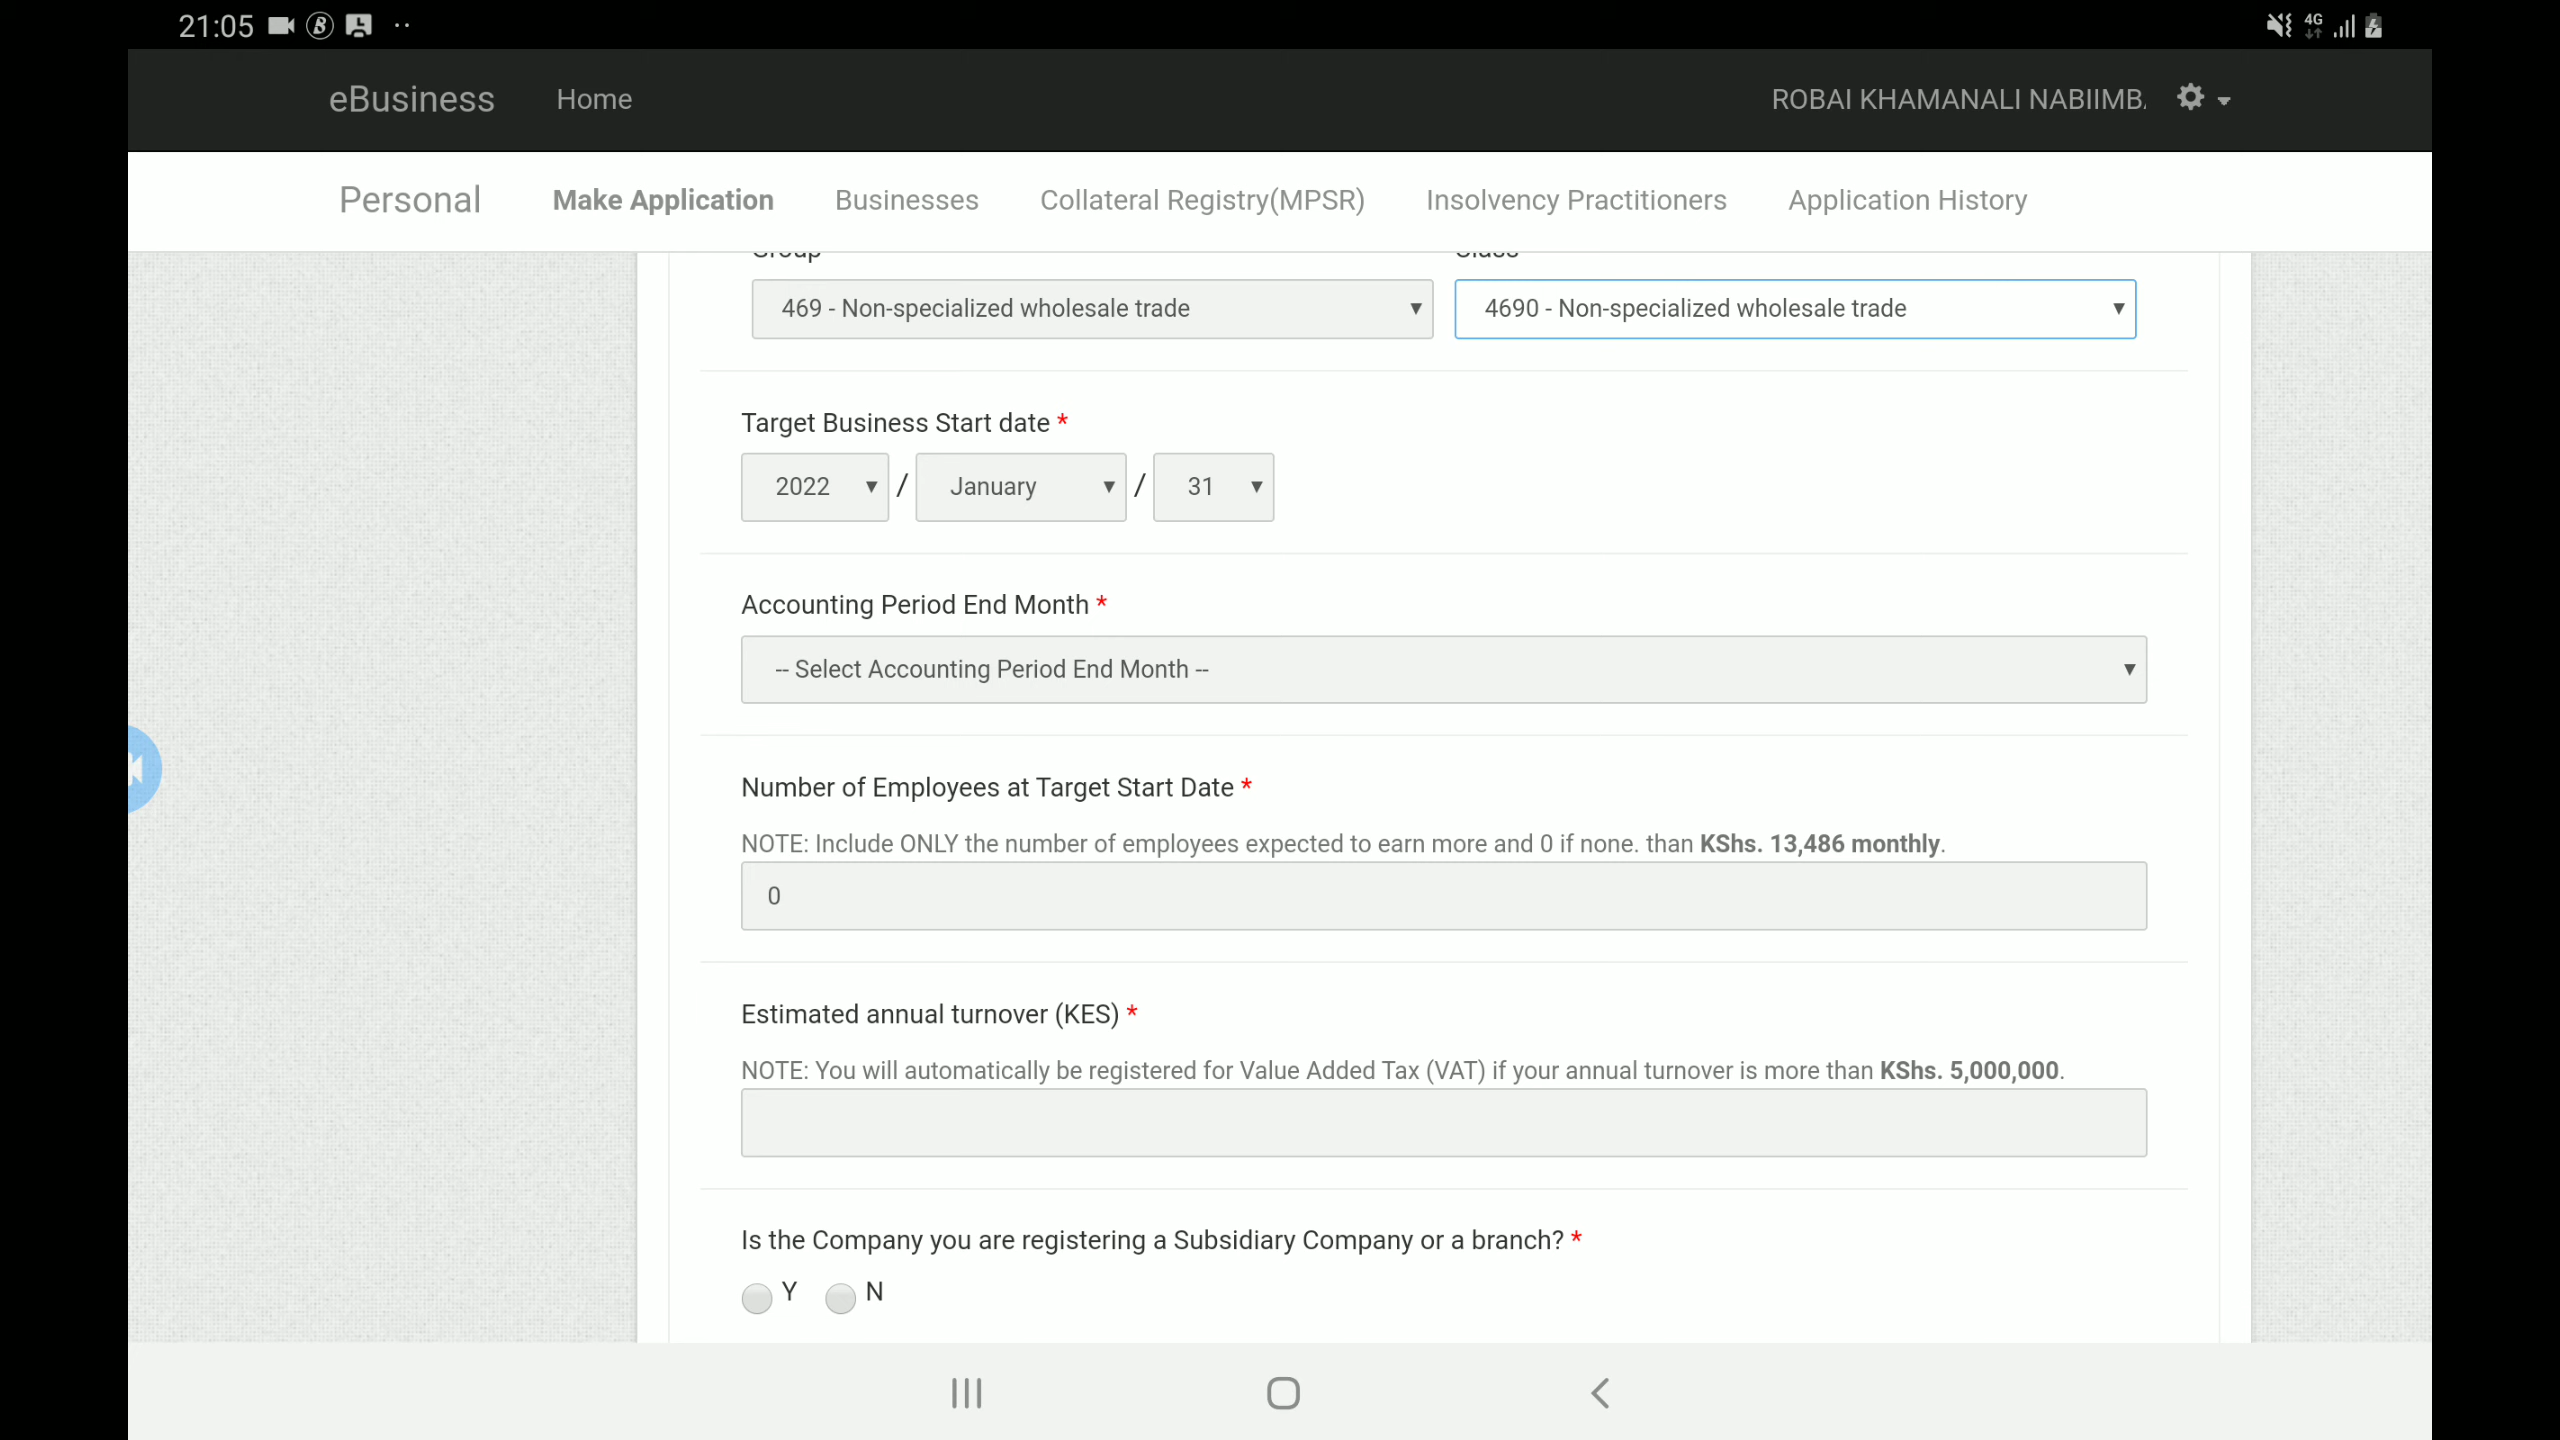 21:05
4G
eBusiness Home ROBAI KHAMANALI NABIIMB
Personal Make Application Businesses Collateral Registry(MPSR) Insolvency Practitioners Application History
Group Class
469 - Non-specialized wholesale trade 4690 - Non-specialized wholesale trade
Target Business Start date *
2022 / January / 31
Accounting Period End Month *
-- Select Accounting Period End Month --
Number of Employees at Target Start Date *
NOTE: Include ONLY the number of employees expected to earn more and 0 if none. than KShs. 13,486 monthly.
0
Estimated annual turnover (KES) *
NOTE: You will automatically be registered for Value Added Tax (VAT) if your annual turnover is more than KShs. 5,000,000.
Is the Company you are registering a Subsidiary Company or a branch? *
Y N